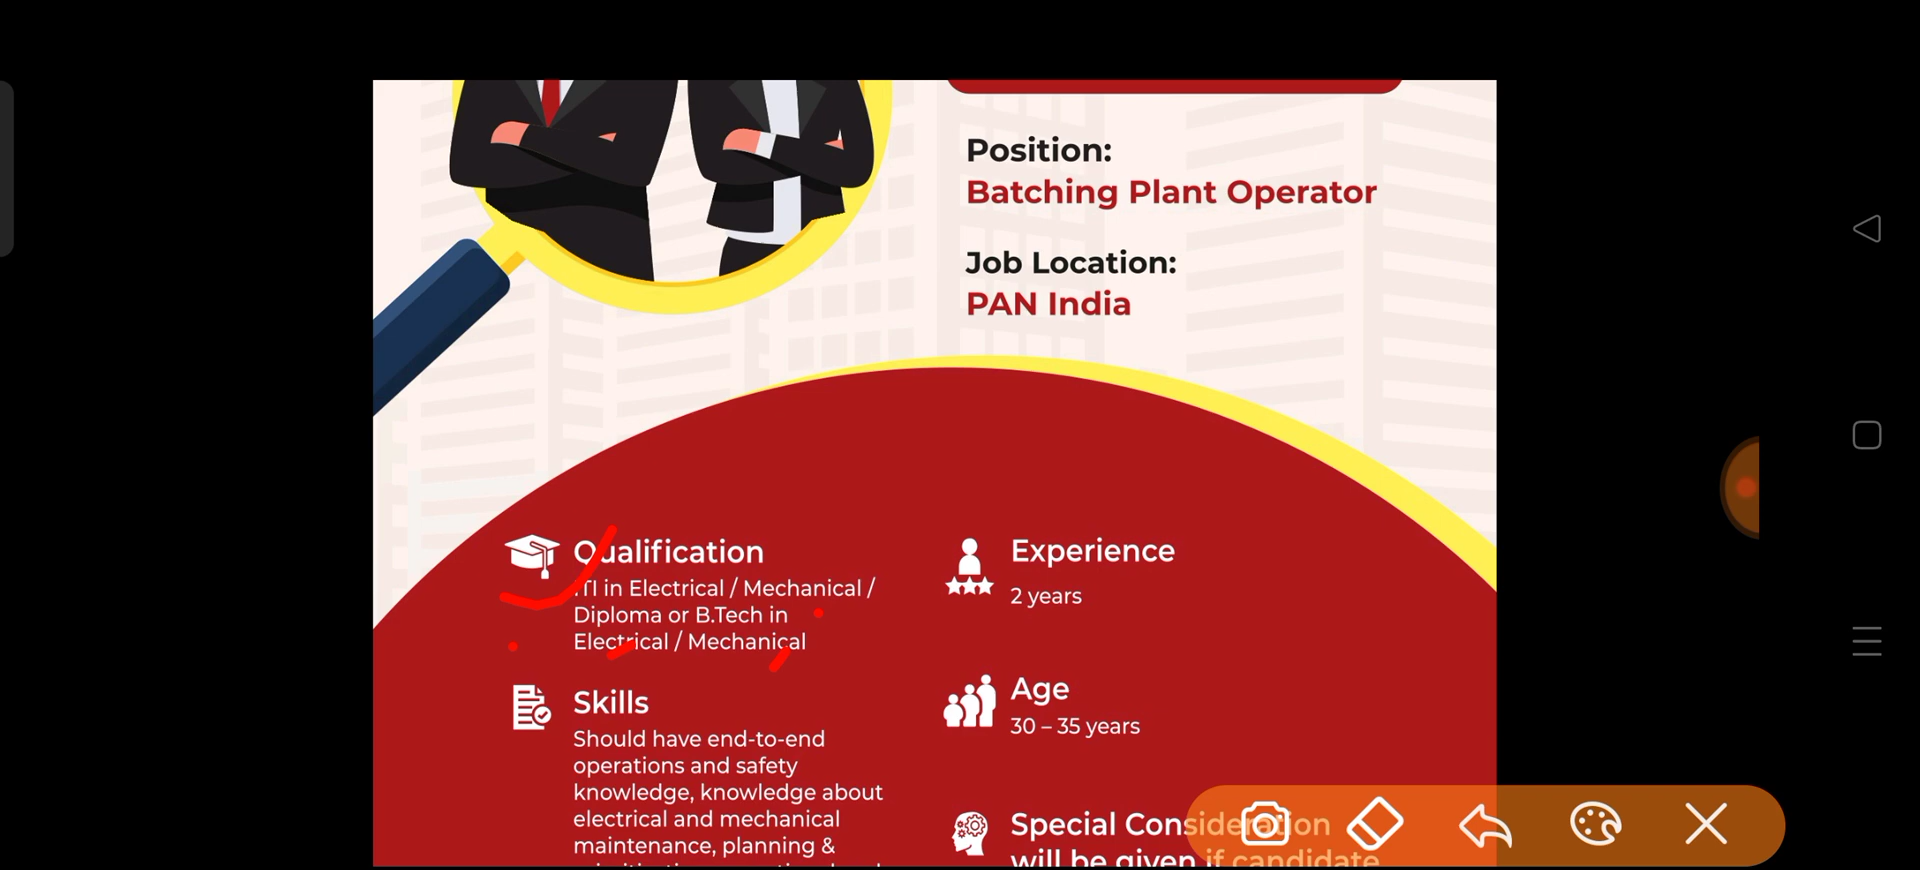 Position:
Batching Plant Operator
Job Location:
PAN India
Qualification
ITI in Electrical / Mechanical /
Diploma or B.Tech in
Electrical / Mechanical
Skills
Should have end-to-end
operations and safety
knowledge, knowledge about
electrical and mechanical
maintenance, planning &
Experience
2 years
Age
30 – 35 years
Special Consideration
will be given if candidate